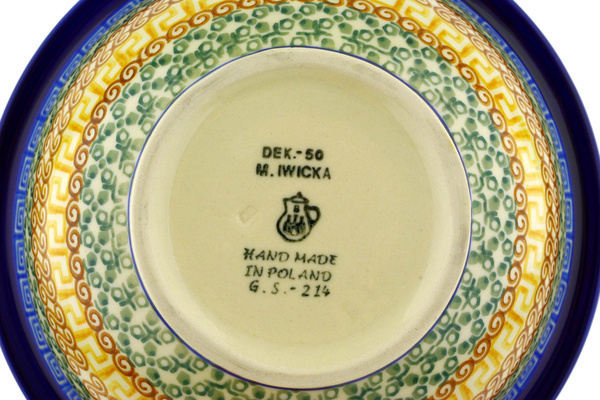 DEK.-50
M. IWICKA
HAND MADE
IN POLAND
G. S.- 214